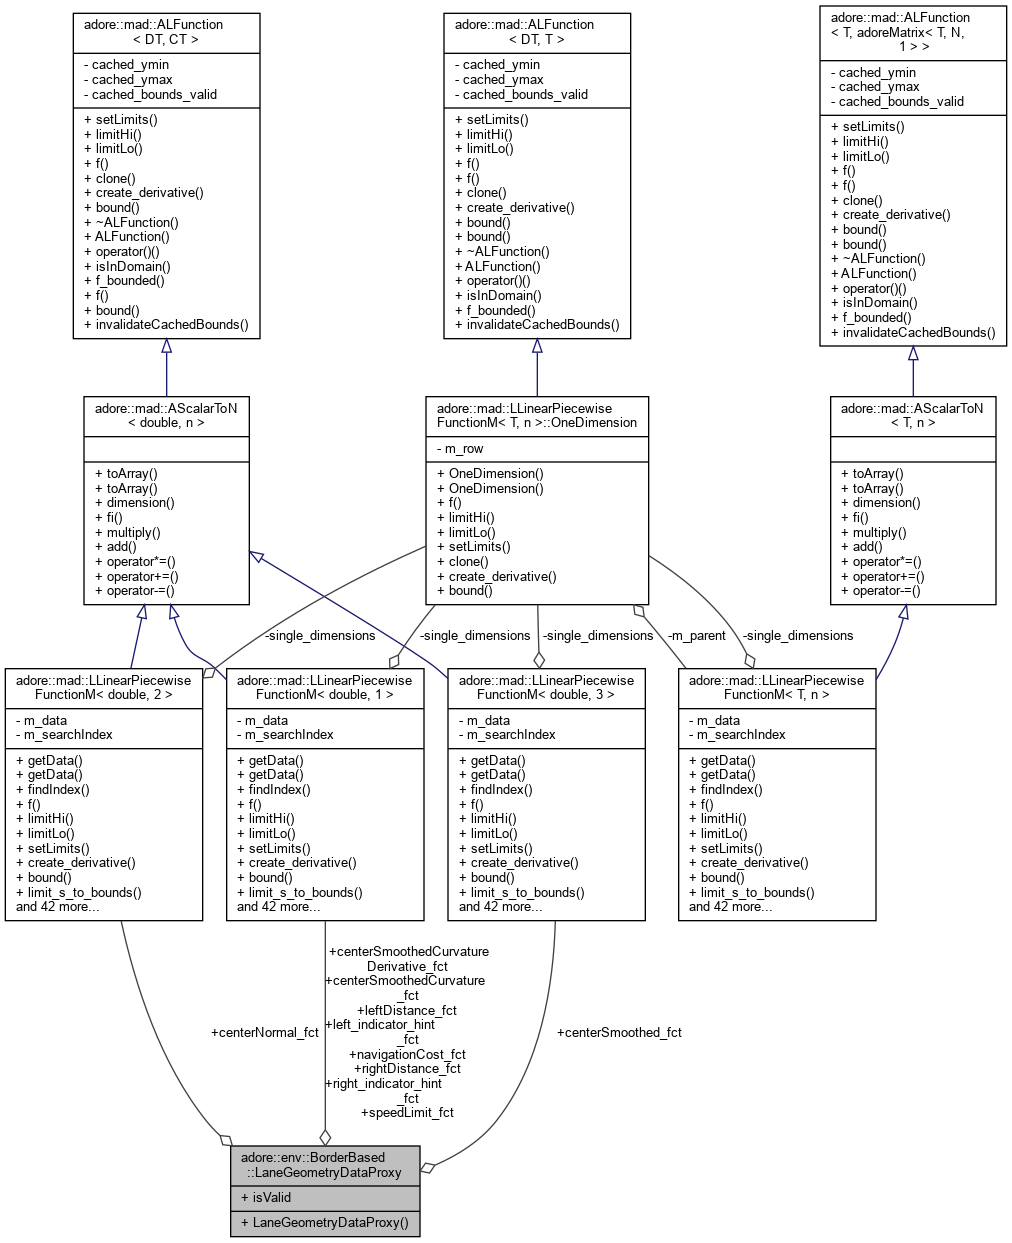 adore::mad::ALFunction
< DT, CT >
- cached_ymin
- cached_ymax
- cached_bounds_valid
+ setLimits()
+ limitHi()
+ limitLo()
+ f()
+ clone()
+ create_derivative()
+ bound()
+ ~ALFunction()
+ ALFunction()
+ operator()()
+ isInDomain()
+ f_bounded()
+ f()
+ bound()
+ invalidateCachedBounds()
adore::mad::ALFunction
< DT, T >
- cached_ymin
- cached_ymax
- cached_bounds_valid
+ setLimits()
+ limitHi()
+ limitLo()
+ f()
+ f()
+ clone()
+ create_derivative()
+ bound()
+ bound()
+ ~ALFunction()
+ ALFunction()
+ operator()()
+ isInDomain()
+ f_bounded()
+ invalidateCachedBounds()
adore::mad::ALFunction
< T, adoreMatrix< T, N,
1 > >
- cached_ymin
- cached_ymax
- cached_bounds_valid
+ setLimits()
+ limitHi()
+ limitLo()
+ f()
+ f()
+ clone()
+ create_derivative()
+ bound()
+ bound()
+ ~ALFunction()
+ ALFunction()
+ operator()()
+ isInDomain()
+ f_bounded()
+ invalidateCachedBounds()
adore::mad::AScalarToN
< double, n >
+ toArray()
+ toArray()
+ dimension()
+ fi()
+ multiply()
+ add()
+ operator*=()
+ operator+=()
+ operator-=()
adore::mad::LLinearPiecewise
FunctionM< T, n >::OneDimension
- m_row
+ OneDimension()
+ OneDimension()
+ f()
+ limitHi()
+ limitLo()
+ setLimits()
+ clone()
+ create_derivative()
+ bound()
adore::mad::AScalarToN
< T, n >
+ toArray()
+ toArray()
+ dimension()
+ fi()
+ multiply()
+ add()
+ operator*=()
+ operator+=()
+ operator-=()
-single_dimensions
-single_dimensions
-single_dimensions
-m_parent
-single_dimensions
adore::mad::LLinearPiecewise
FunctionM< double, 2 >
- m_data
- m_searchIndex
+ getData()
+ getData()
+ findIndex()
+ f()
+ limitHi()
+ limitLo()
+ setLimits()
+ create_derivative()
+ bound()
+ limit_s_to_bounds()
and 42 more...
adore::mad::LLinearPiecewise
FunctionM< double, 1 >
- m_data
- m_searchIndex
+ getData()
+ getData()
+ findIndex()
+ f()
+ limitHi()
+ limitLo()
+ setLimits()
+ create_derivative()
+ bound()
+ limit_s_to_bounds()
and 42 more...
adore::mad::LLinearPiecewise
FunctionM< double, 3 >
- m_data
- m_searchIndex
+ getData()
+ getData()
+ findIndex()
+ f()
+ limitHi()
+ limitLo()
+ setLimits()
+ create_derivative()
+ bound()
+ limit_s_to_bounds()
and 42 more...
adore::mad::LLinearPiecewise
FunctionM< T, n >
- m_data
- m_searchIndex
+ getData()
+ getData()
+ findIndex()
+ f()
+ limitHi()
+ limitLo()
+ setLimits()
+ create_derivative()
+ bound()
+ limit_s_to_bounds()
and 42 more...
+centerNormal_fct
+centerSmoothedCurvature
Derivative_fct
+centerSmoothedCurvature
_fct
+leftDistance_fct
+left_indicator_hint
_fct
+navigationCost_fct
+rightDistance_fct
+right_indicator_hint
_fct
+speedLimit_fct
+centerSmoothed_fct
adore::env::BorderBased
::LaneGeometryDataProxy
+ isValid
+ LaneGeometryDataProxy()